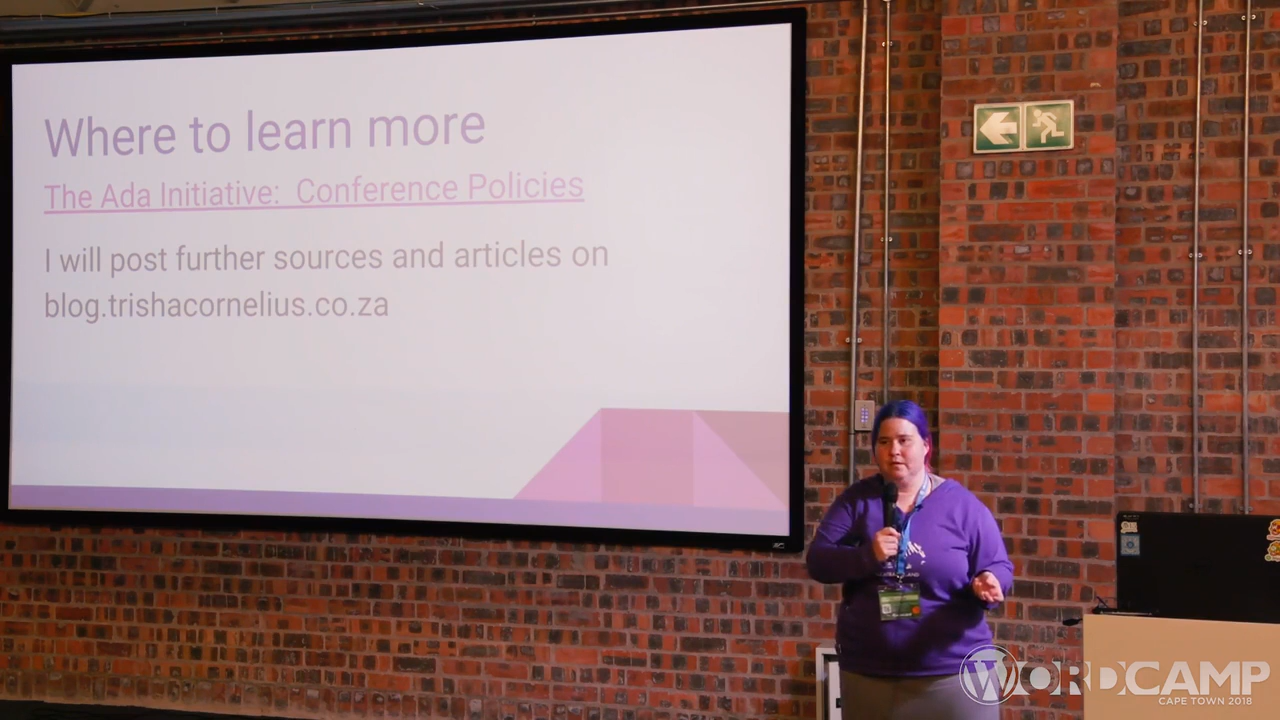 Where to learn more
The Ada Initiative: Conference Policies
I will post further sources and articles on
blog.trishacornelius.co.za
WORDCAMP
CAPE TOWN 2018